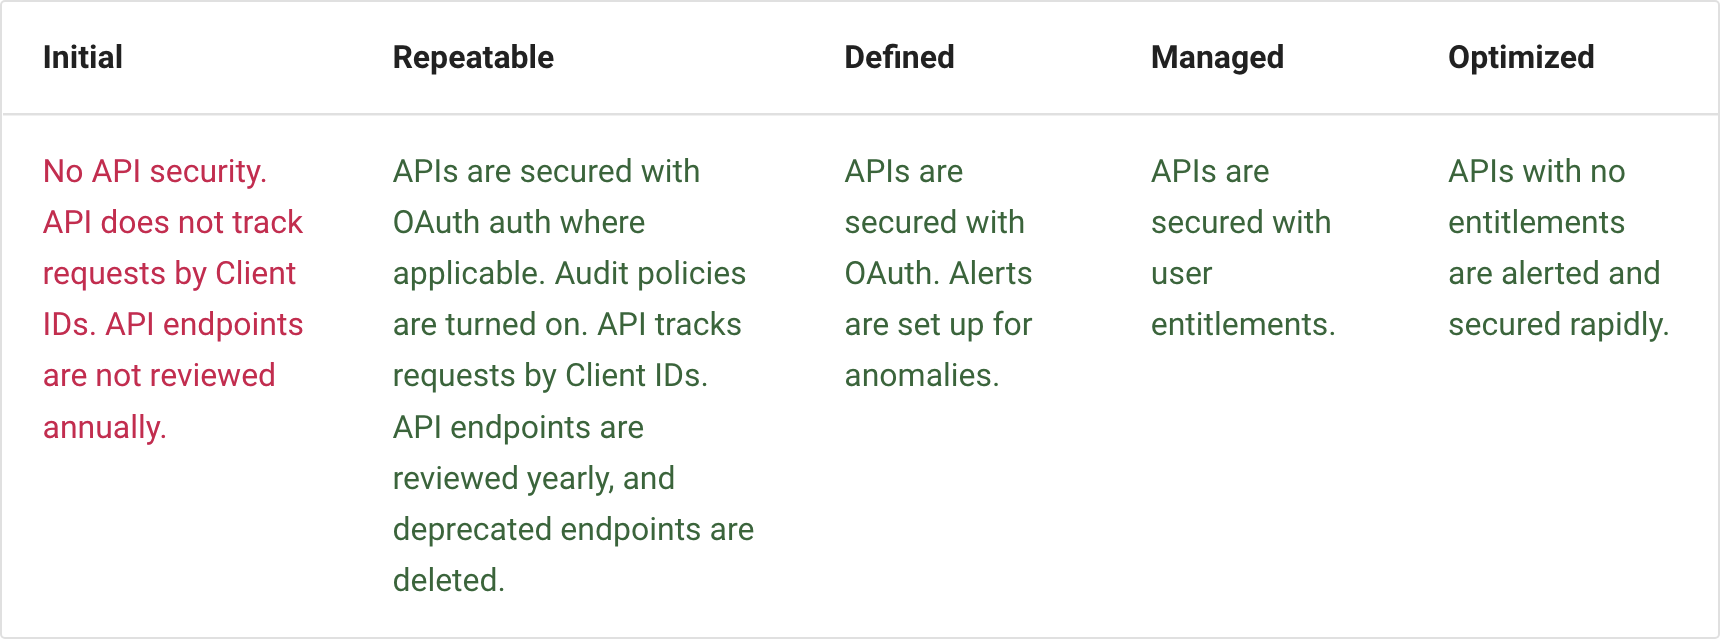 Initial
Repeatable
Defined
Managed
Optimized
No API security.
API does not track
requests by Client
IDs. API endpoints
are not reviewed
annually.
APIs are secured with
OAuth auth where
applicable. Audit policies
are turned on. API tracks
requests by Client IDs.
API endpoints are
reviewed yearly, and
deprecated endpoints are
deleted.
APIs are
secured with
OAuth. Alerts
are set up for
anomalies.
APIs are
secured with
user
entitlements.
APIs with no
entitlements
are alerted and
secured rapidly.